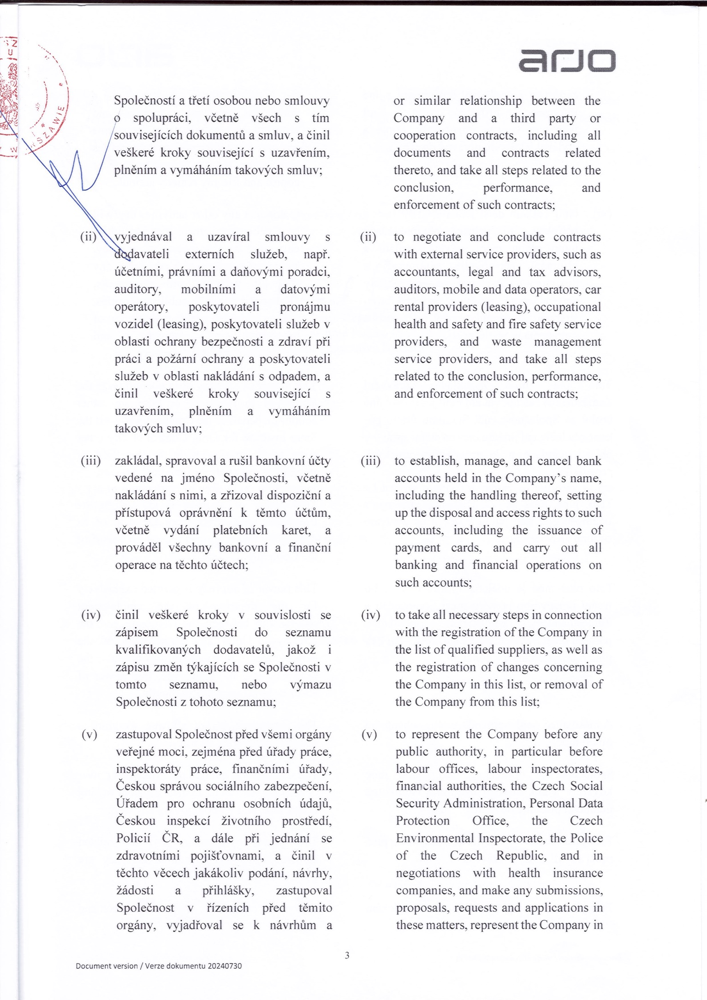 arjo
Společností a třetí osobou nebo smlouvy
o spolupráci, včetně všech s tím
souvisejících dokumentů a smluv, a činil
veškeré kroky související s uzavřením,
plněním a vymáháním takových smluv;
(ii) vyjednával a uzavíral smlouvy s
dodavateli externích služeb, např.
účetními, právními a daňovými poradci,
auditory, mobilními a datovými
operátory, poskytovateli pronájmu
vozidel (leasing), poskytovateli služeb v
oblasti ochrany bezpečnosti a zdraví při
práci a požární ochrany a poskytovateli
služeb v oblasti nakládání s odpadem, a
činil veškeré kroky související s
uzavřením, plněním a vymáháním
takových smluv;
(iii) zakládal, spravoval a rušil bankovní účty
vedené na jméno Společnosti, včetně
nakládání s nimi, a zřizoval dispoziční a
přístupová oprávnění k těmto účtům,
včetně vydání platebních karet, a
prováděl všechny bankovní a finanční
operace na těchto účtech;
(iv) činil veškeré kroky v souvislosti se
zápisem Společnosti do seznamu
kvalifikovaných dodavatelů, jakož i
zápisu změn týkajících se Společnosti v
tomto seznamu, nebo výmazu
Společnosti z tohoto seznamu;
(v) zastupoval Společnost před všemi orgány
veřejné moci, zejména před úřady práce,
inspektoráty práce, finančními úřady,
Českou správou sociálního zabezpečení,
Úřadem pro ochranu osobních údajů,
Českou inspekcí životního prostředí,
Policií ČR, a dále při jednání se
zdravotními pojišťovnami, a činil v
těchto věcech jakákoliv podání, návrhy,
žádosti a přihlášky, zastupoval
Společnost v řízeních před těmito
orgány, vyjadřoval se k návrhům a
or similar relationship between the
Company and a third party or
cooperation contracts, including all
documents and contracts related
thereto, and take all steps related to the
conclusion, performance, and
enforcement of such contracts;
(ii) to negotiate and conclude contracts
with external service providers, such as
accountants, legal and tax advisors,
auditors, mobile and data operators, car
rental providers (leasing), occupational
health and safety and fire safety service
providers, and waste management
service providers, and take all steps
related to the conclusion, performance,
and enforcement of such contracts;
(iii) to establish, manage, and cancel bank
accounts held in the Company’s name,
including the handling thereof, setting
up the disposal and access rights to such
accounts, including the issuance of
payment cards, and carry out all
banking and financial operations on
such accounts;
(iv) to take all necessary steps in connection
with the registration of the Company in
the list of qualified suppliers, as well as
the registration of changes concerning
the Company in this list, or removal of
the Company from this list;
(v) to represent the Company before any
public authority, in particular before
labour offices, labour inspectorates,
financial authorities, the Czech Social
Security Administration, Personal Data
Protection Office, the Czech
Environmental Inspectorate, the Police
of the Czech Republic, and in
negotiations with health insurance
companies, and make any submissions,
proposals, requests and applications in
these matters, represent the Company in
3
Document version / Verze dokumentu 20240730